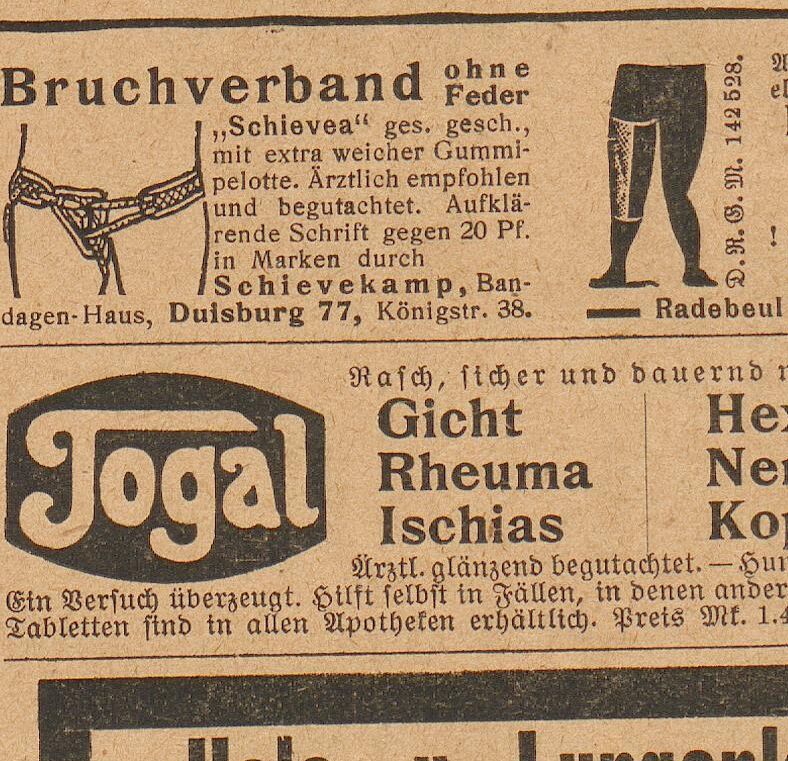 Bruchverband ohne Feder
„Schievea“ ges. gesch.,
mit extra weicher Gummi-
pelotte. Ärztlich empfohlen
und begutachtet. Aufklä-
rende Schrift gegen 20 Pf.
in Marken durch
Schievekamp, Ban-
dagen-Haus, Duisburg 77, Königstr. 38.
D. R. G. M. 142528.
!
Radebeul
Togal
Raſch, ſicher und dauernd
Gicht
Rheuma
Ischias
Ärztl. glänzend begutachtet. —
Ein Verſuch überzeugt. Hilft ſelbſt in Fällen, in denen ander
Tabletten ſind in allen Apotheken erhältlich. Preis Mk. 1.4